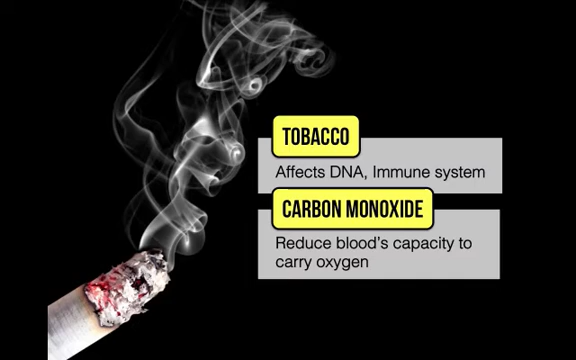 TOBACCO
Affects DNA, Immune system
CARBON MONOXIDE
Reduce blood's capacity to
carry oxygen